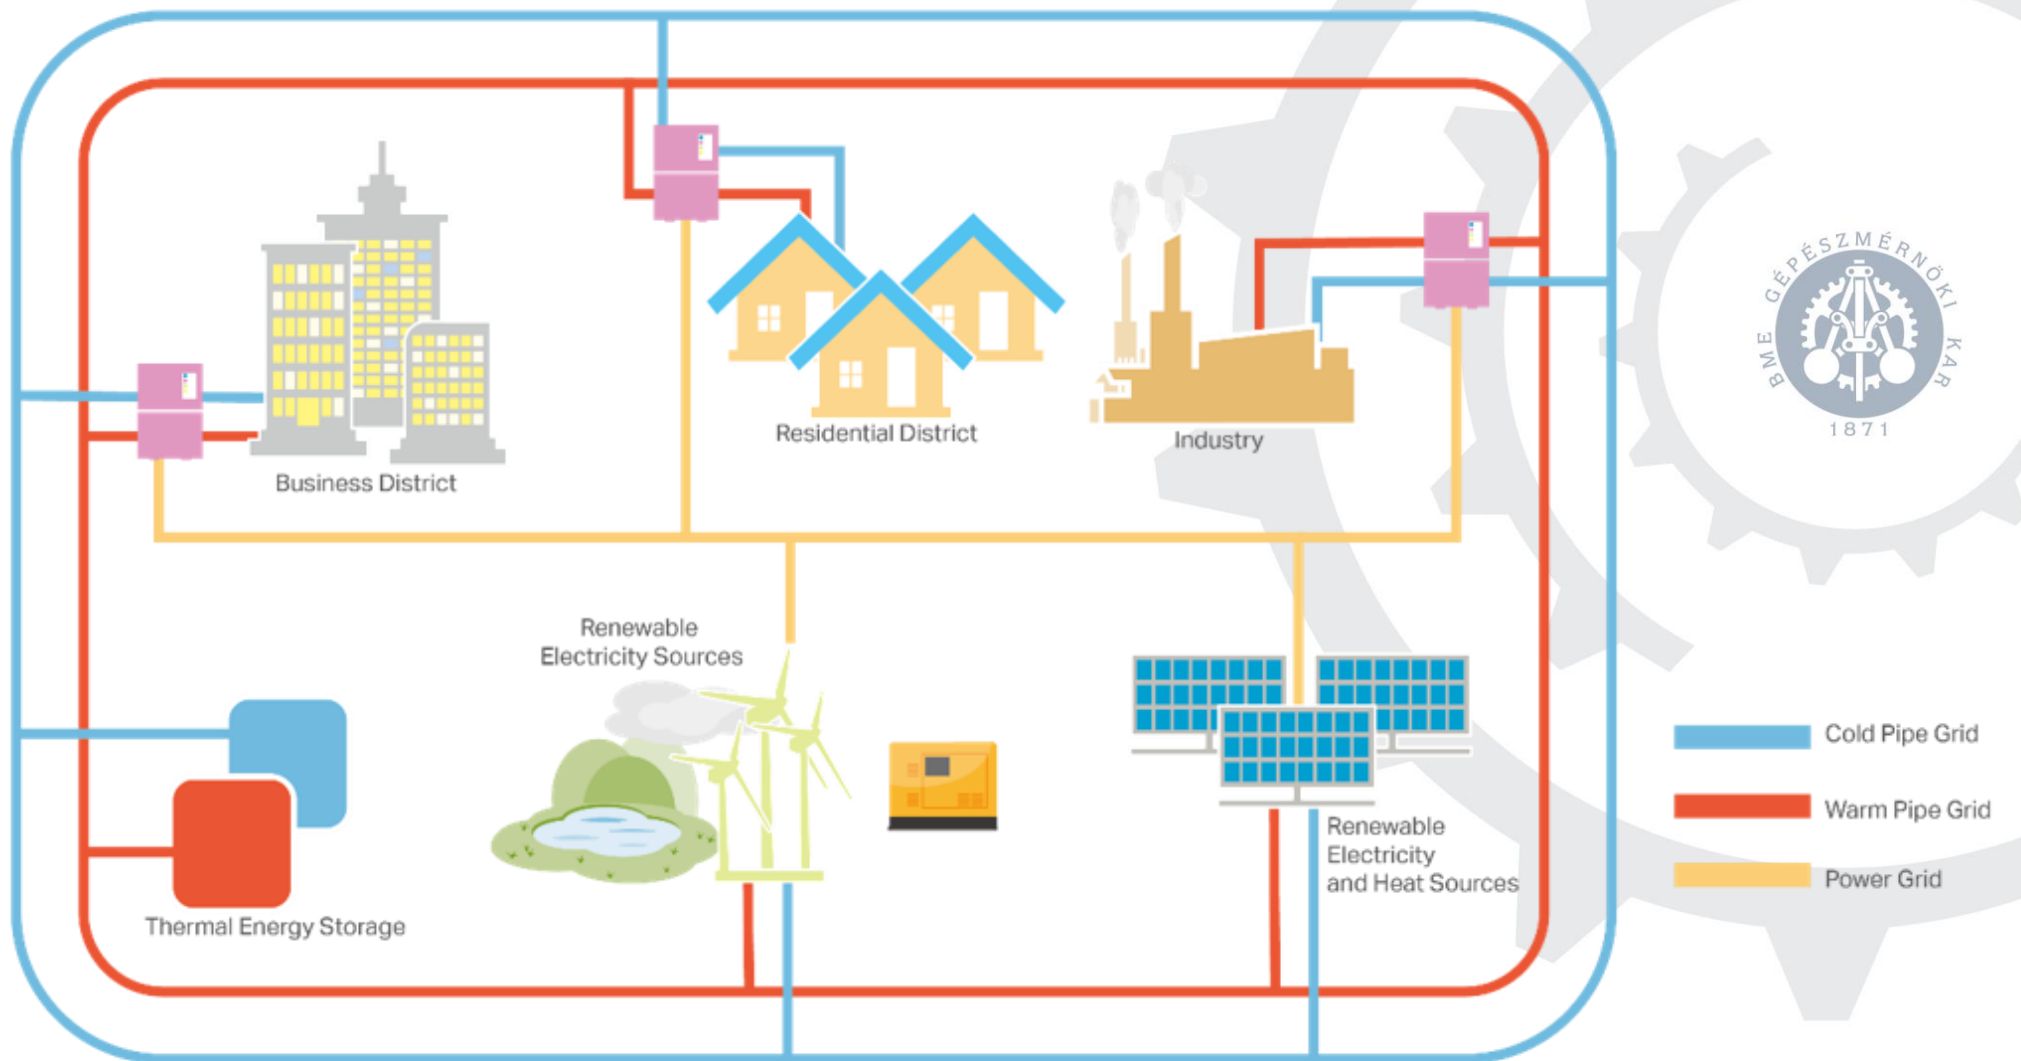 BME GÉPÉSZMÉRNÖKI KAR
1871
Residential District
Industry
Business District
Renewable
Electricity Sources
Thermal Energy Storage
Renewable
Electricity
and Heat Sources
Cold Pipe Grid
Warm Pipe Grid
Power Grid